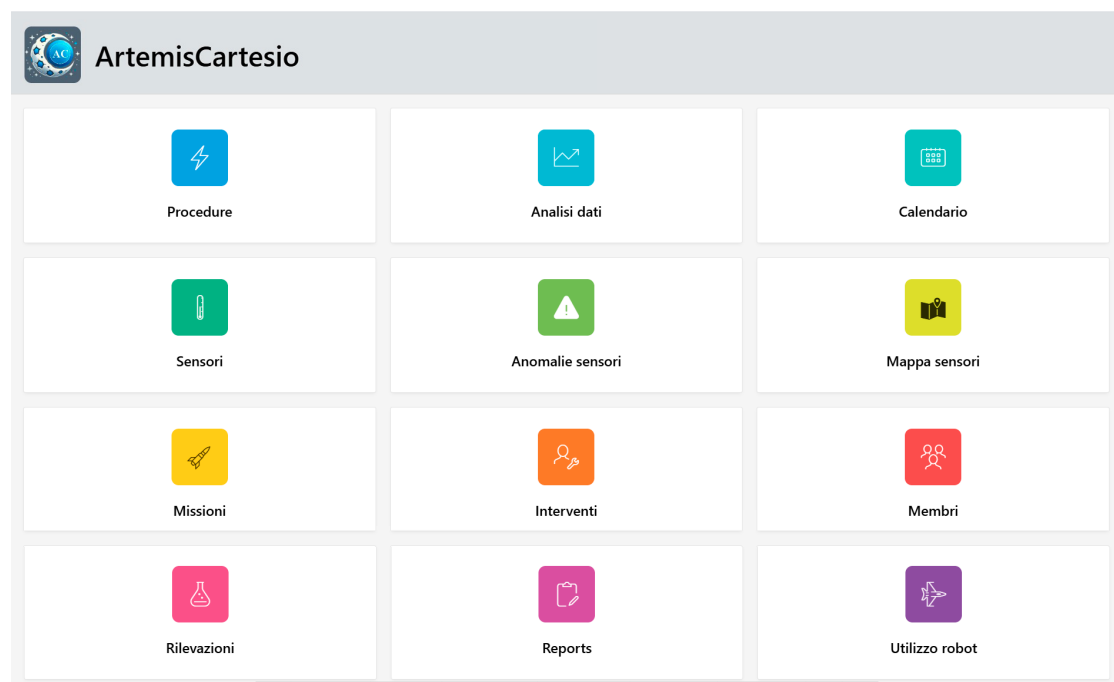 AC
ArtemisCartesio
Procedure
Analisi dati
Calendario
Sensori
Anomalie sensori
Mappa sensori
Missioni
Interventi
Membri
Rilevazioni
Reports
Utilizzo robot